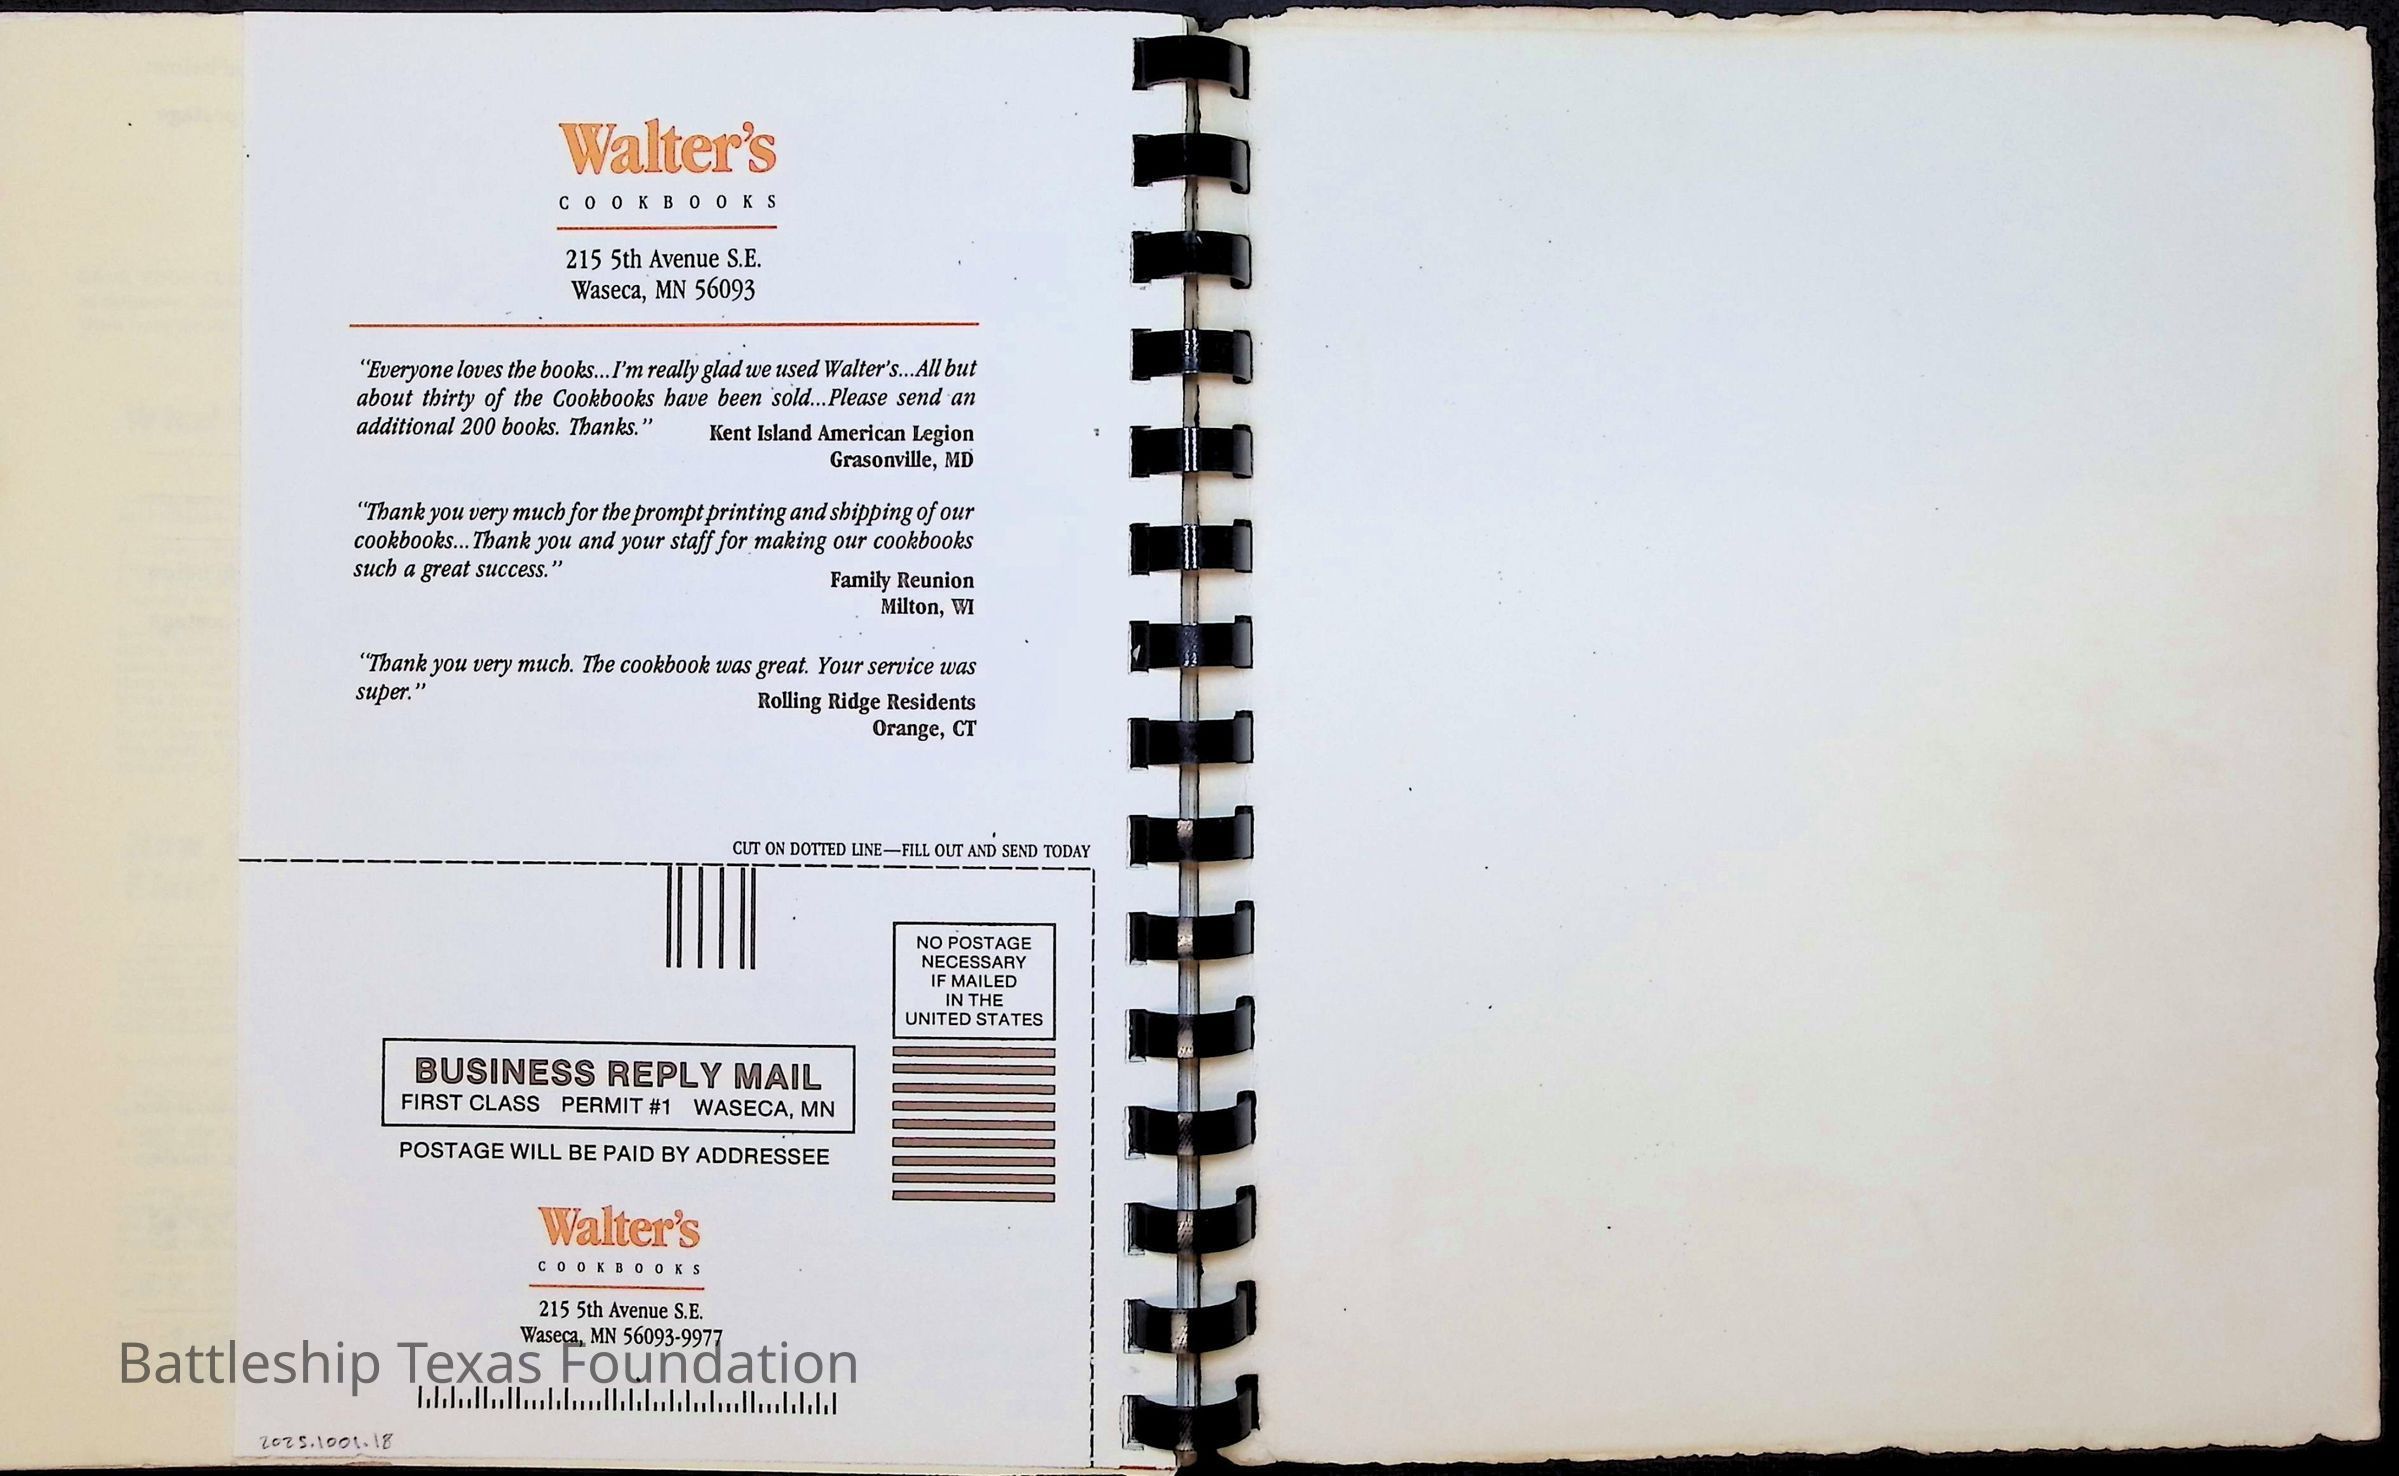 Walter's
COOKBOOKS
215 5th Avenue S.E.
Waseca, MN 56093
“Everyone loves the books...I'm really glad we used Walter's...All but
about thirty of the Cookbooks have been sold...Please send an
additional 200 books. Thanks.”
Kent Island American Legion
Grasonville, MD
“Thank you very much for the prompt printing and shipping of our
cookbooks...Thank you and your staff for making our cookbooks
such a great success.”
Family Reunion
Milton, WI
“Thank you very much. The cookbook was great. Your service was
super.”
Rolling Ridge Residents
Orange, CT
CUT ON DOTTED LINE—FILL OUT AND SEND TODAY
NO POSTAGE
NECESSARY
IF MAILED
IN THE
UNITED STATES
BUSINESS REPLY MAIL
FIRST CLASS PERMIT #1 WASECA, MN
POSTAGE WILL BE PAID BY ADDRESSEE
Walter's
COOKBOOKS
215 5th Avenue S.E.
Waseca, MN 56093-9977
Battleship Texas Foundation
2025.1001.18